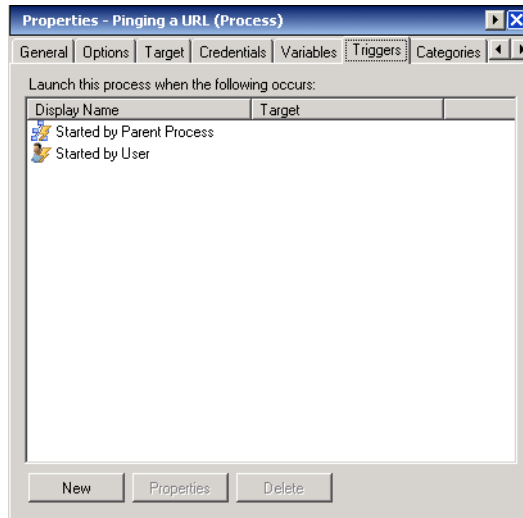 Properties - Pinging a URL (Process)
General Options Target Credentials Variables Triggers Categories
Launch this process when the following occurs:
Display Name Target
Started by Parent Process
Started by User
New Properties Delete